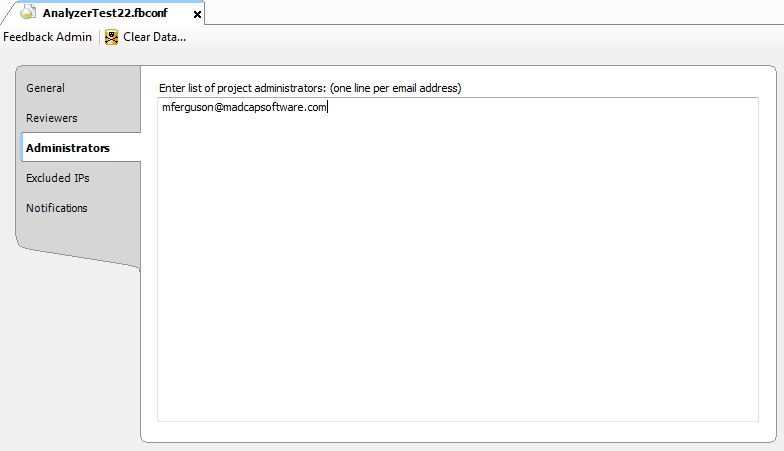 AnalyzerTest22.fbconf
Feedback Admin Clear Data...
General
Reviewers
Administrators
Excluded IPs
Notifications
Enter list of project administrators: (one line per email address)
mferguson@madcapsoftware.com